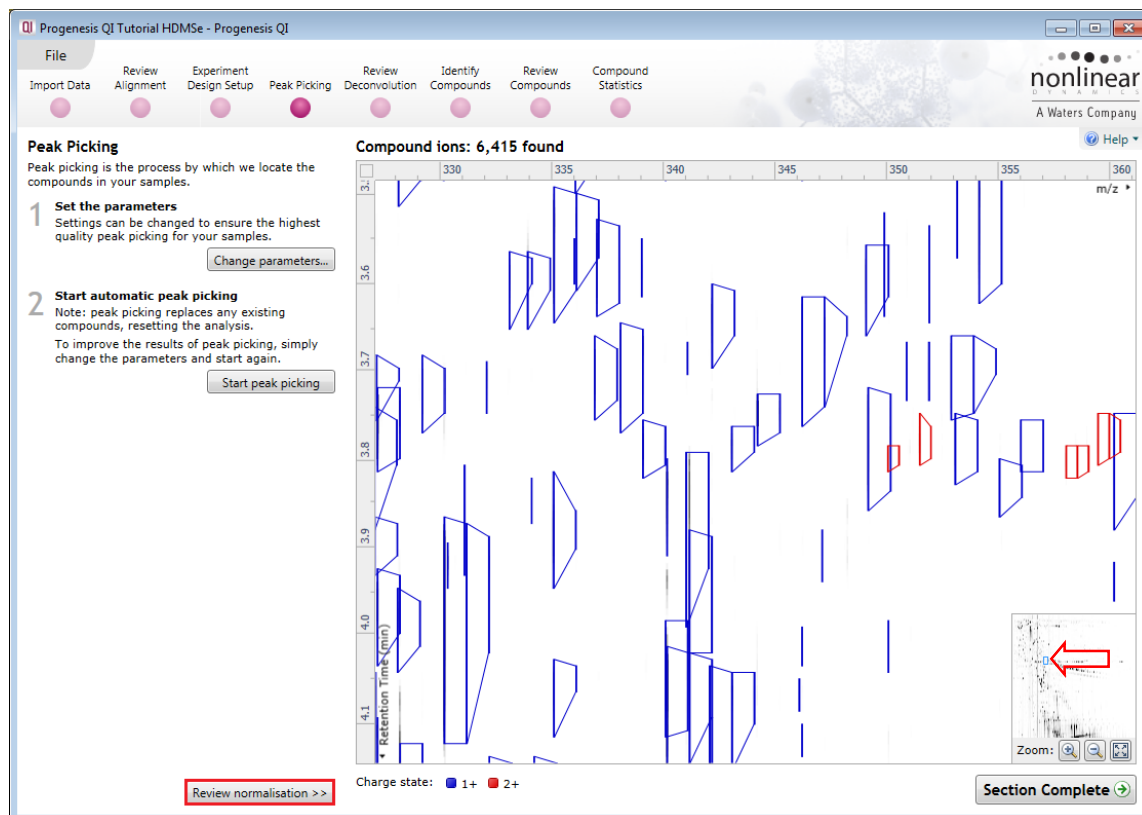 QI Progenesis QI Tutorial HDMSe - Progenesis QI
File
Import Data
Review Alignment
Experiment Design Setup
Peak Picking
Review Deconvolution
Identify Compounds
Review Compounds
Compound Statistics
nonlinear
DYNAMICS
A Waters Company
Help
Peak Picking
Peak picking is the process by which we locate the
compounds in your samples.
1 Set the parameters
Settings can be changed to ensure the highest
quality peak picking for your samples.
Change parameters...
2 Start automatic peak picking
Note: peak picking replaces any existing
compounds, resetting the analysis.
To improve the results of peak picking, simply
change the parameters and start again.
Start peak picking
Review normalisation >>
Compound ions: 6,415 found
330 335 340 345 350 355 360
m/z
3.6
3.7
3.8
3.9
4.0
4.1
Retention Time (min)
Zoom:
Charge state: 1+ 2+
Section Complete